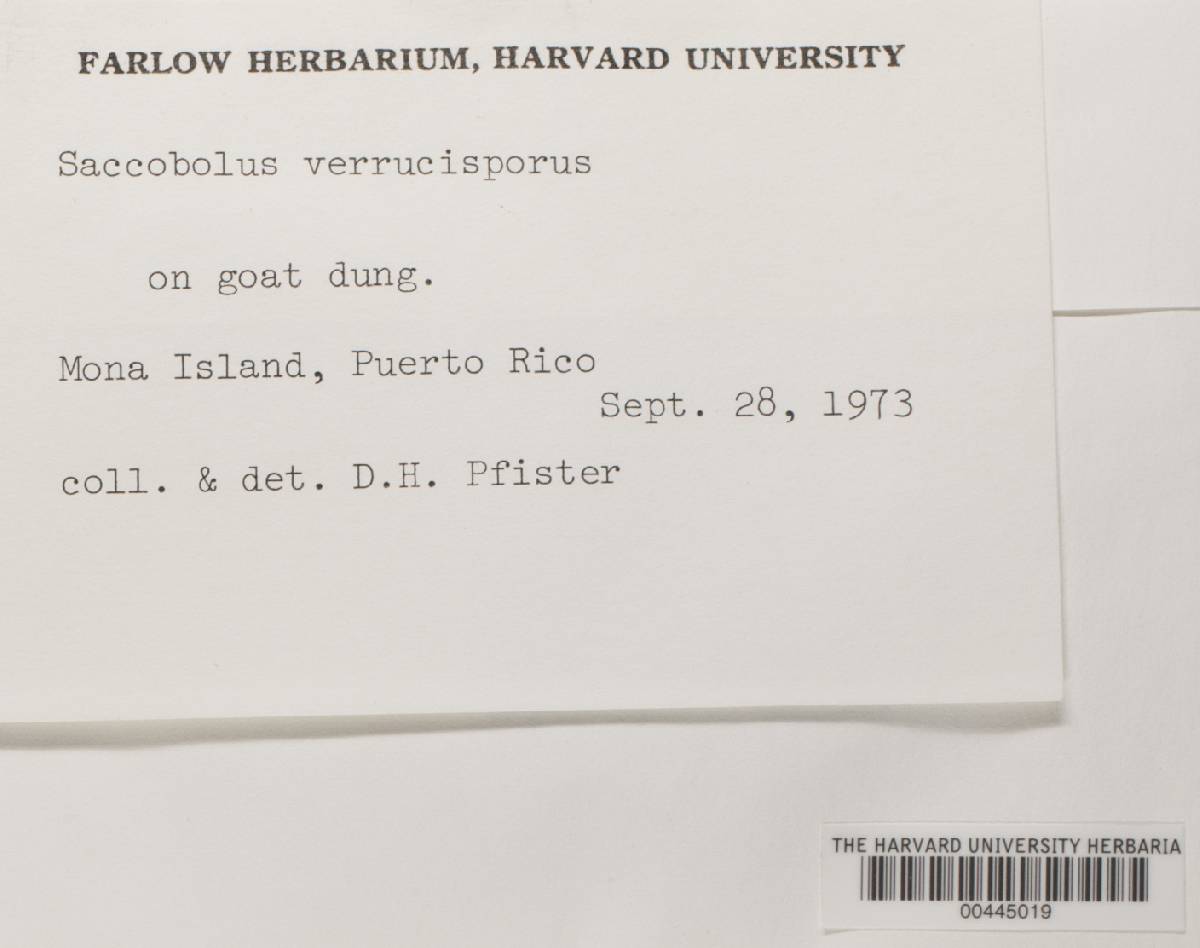 FARLOW HERBARIUM, HARVARD UNIVERSITY
Saccobolus verrucisporus
on goat dung.
Mona Island, Puerto Rico
Sept. 28, 1973
coll. & det. D.H. Pfister
THE HARVARD UNIVERSITY HERBARIA
00445019